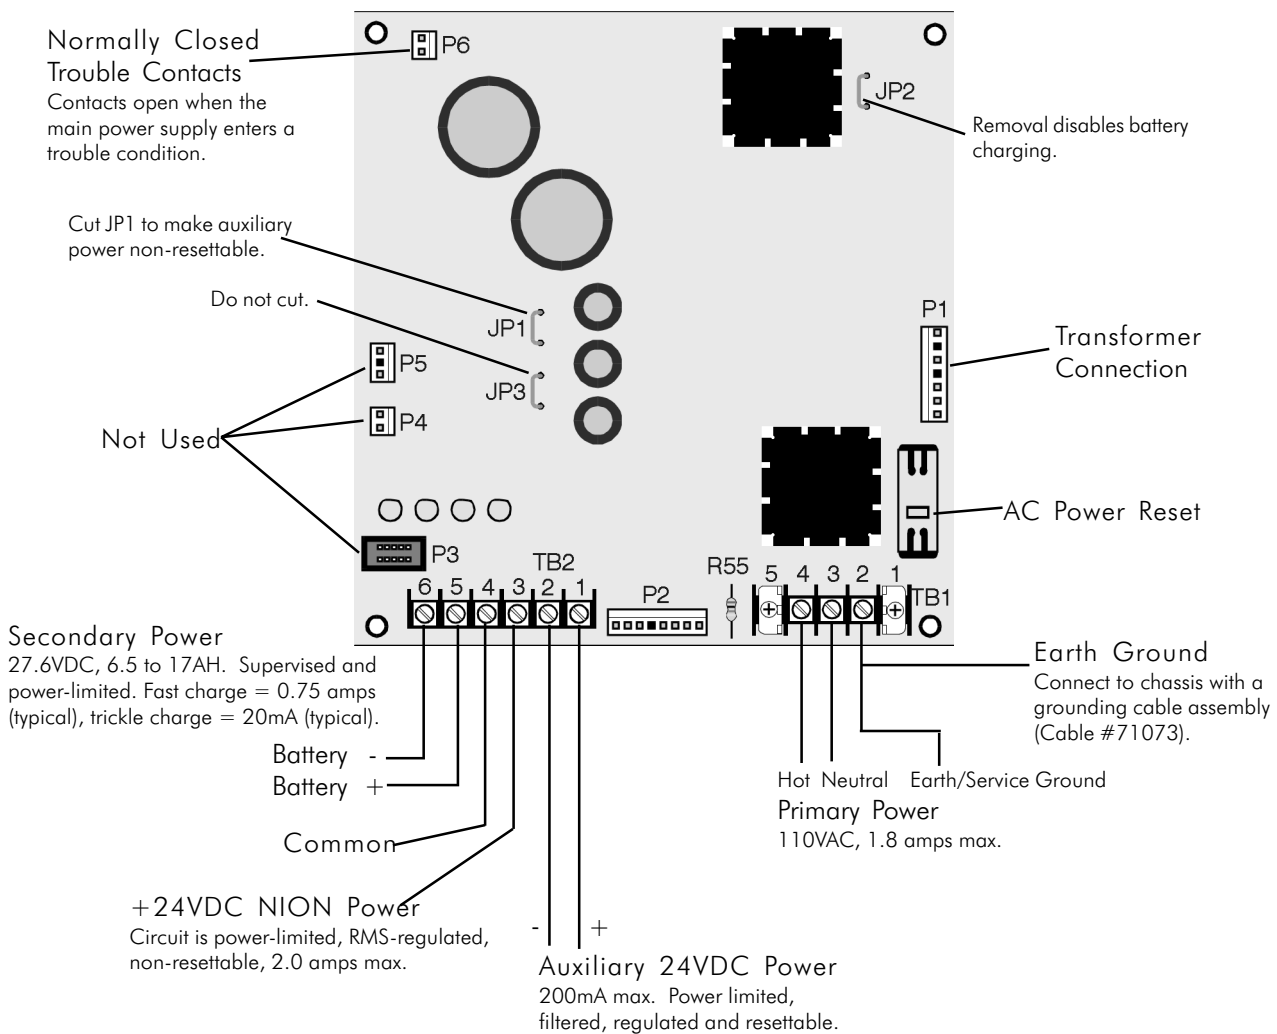 Normally Closed
Trouble Contacts
Contacts open when the
main power supply enters a
trouble condition.
P6
JP2
Removal disables battery
charging.
Cut JP1 to make auxiliary
power non-resettable.
Do not cut.
JP1
JP3
P1
Transformer
Connection
P5
P4
Not Used
AC Power Reset
P3
TB2
6 5 4 3 2 1
P2
R55
5 4 3 2 1
TB1
Secondary Power
27.6VDC, 6.5 to 17AH. Supervised and
power-limited. Fast charge = 0.75 amps
(typical), trickle charge = 20mA (typical).
Battery -
Battery +
Common
+24VDC NION Power
Circuit is power-limited, RMS-regulated,
non-resettable, 2.0 amps max.
- +
Auxiliary 24VDC Power
200mA max. Power limited,
filtered, regulated and resettable.
Earth Ground
Connect to chassis with a
grounding cable assembly
(Cable #71073).
Hot Neutral Earth/Service Ground
Primary Power
110VAC, 1.8 amps max.